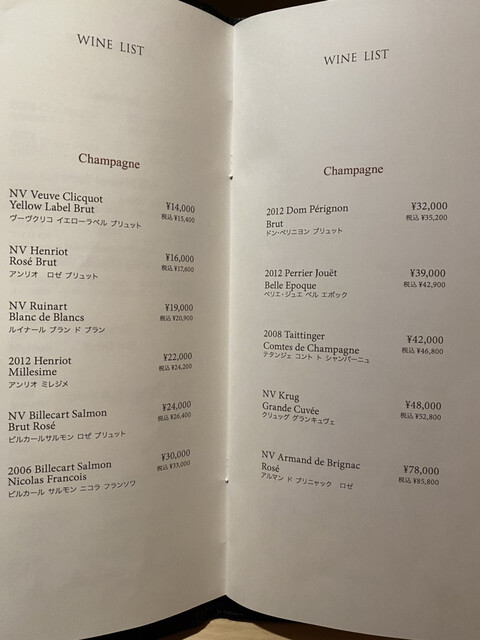 WINE LIST
Champagne
NV Veuve Clicquot
Yellow Label Brut ¥14,000
ヴーヴクリコ イエローラベル ブリュット 税込 ¥15,400
NV Henriot ¥16,000
Rosé Brut 税込 ¥17,600
アンリオ ロゼ ブリュット
NV Ruinart ¥19,000
Blanc de Blancs 税込 ¥20,900
ルイナール ブラン ド ブラン
2012 Henriot ¥22,000
Millesime 税込 ¥24,200
アンリオ ミレジメ
NV Billecart Salmon ¥24,000
Brut Rosé 税込 ¥26,400
ビルカールサルモン ロゼ ブリュット
2006 Billecart Salmon ¥30,000
Nicolas Francois 税込 ¥33,000
ビルカール サルモン ニコラ フランソワ
WINE LIST
Champagne
2012 Dom Pérignon ¥32,000
Brut 税込 ¥35,200
ドン・ペリニヨン ブリュット
2012 Perrier Jouët ¥39,000
Belle Epoque 税込 ¥42,900
ペリエ・ジュエ ベル エポック
2008 Taittinger ¥42,000
Comtes de Champagne 税込 ¥46,800
テタンジェ コント ト シャンパーニュ
NV Krug ¥48,000
Grande Cuvée 税込 ¥52,800
クリュッグ グランキュヴェ
NV Armand de Brignac ¥78,000
Rosé 税込 ¥85,800
アルマン ド ブリニャック ロゼ